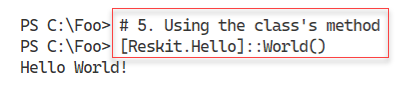 PS C:\Foo> # 5. Using the class's method
PS C:\Foo> [Reskit.Hello]::World()
Hello World!